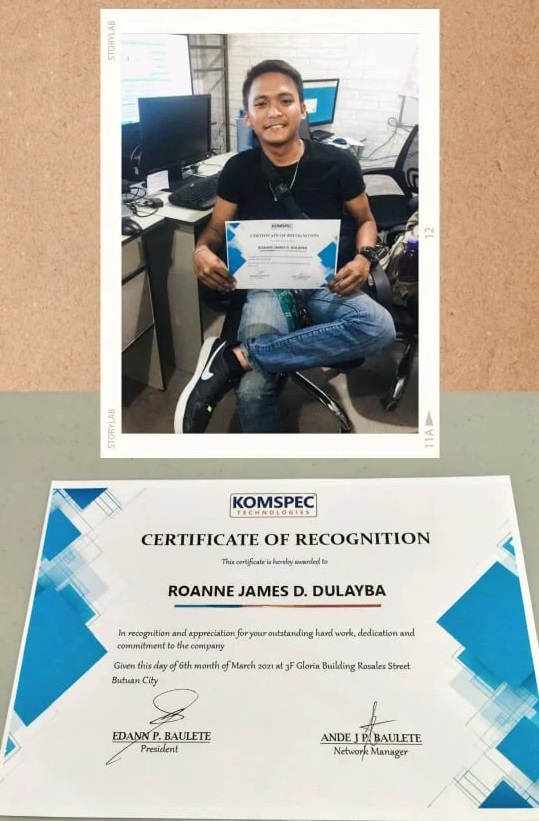 STORYLAB
12
KOMSPEC
CERTIFICATE OF RECOGNITION
ROANNE JAMES D. DULAYBA
STORYLAB
11A
KOMSPEC
TECHNOLOGIES
CERTIFICATE OF RECOGNITION
This certificate is hereby awarded to
ROANNE JAMES D. DULAYBA
In recognition and appreciation for your outstanding hard work, dedication and
commitment to the company
Given this day of 6th month of March 2021 at 3F Gloria Building Rosales Street
Butuan City
EDANN P. BAULETE
President
ANDE J P. BAULETE
Network Manager